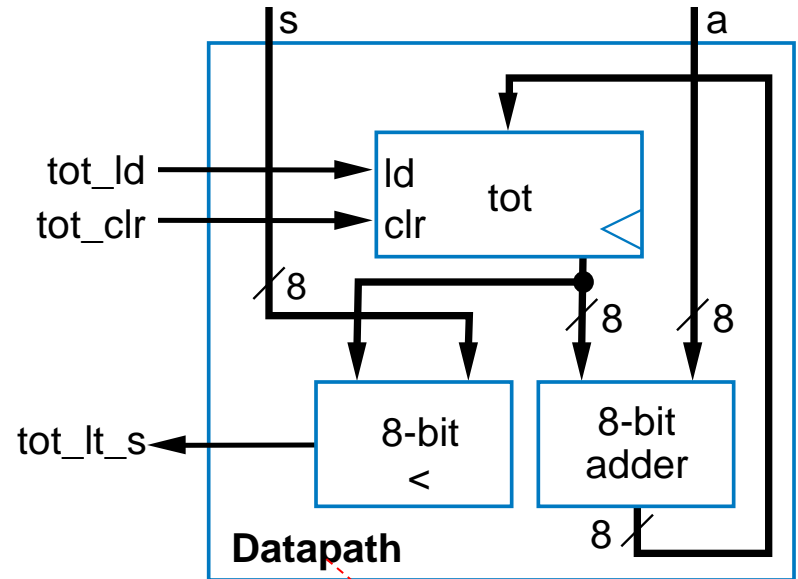 s
a
tot_ld
ld
tot
tot_clr
clr
8
8
8
8-bit
<
8-bit
adder
tot_lt_s
8
Datapath